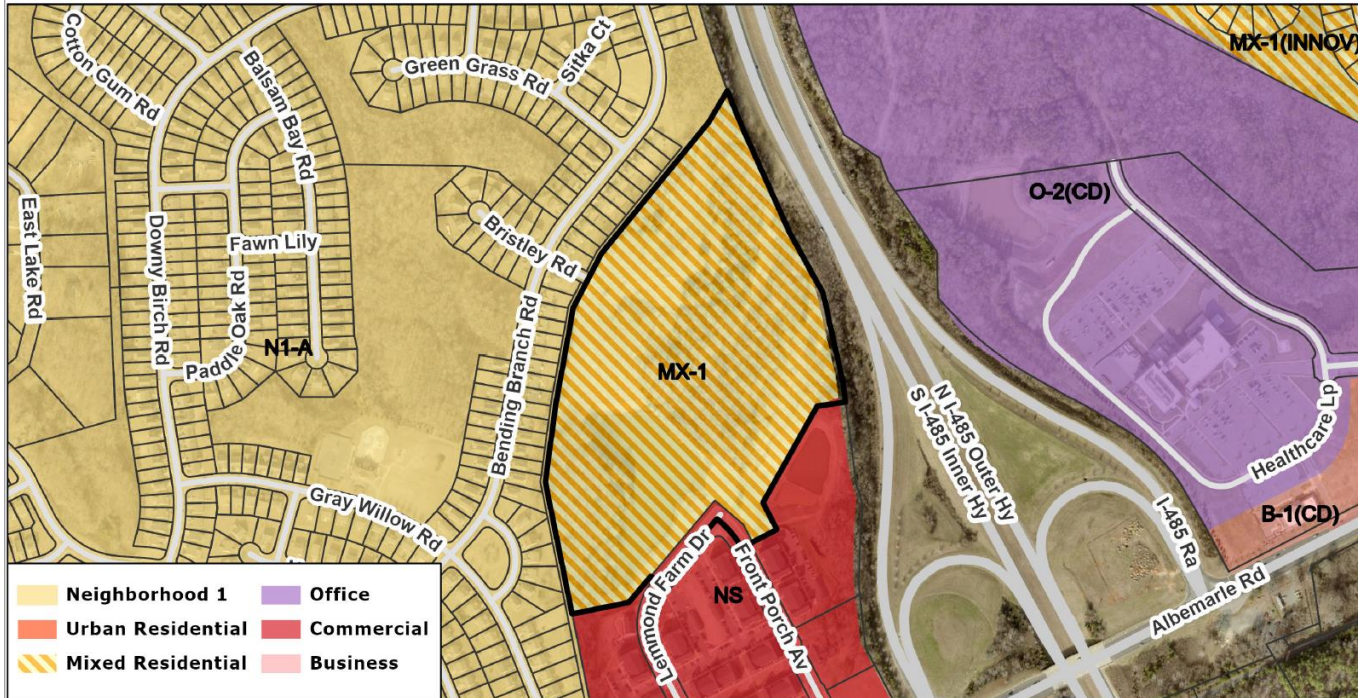 Cotton Gum Rd
Balsam Bay Rd
Green Grass Rd
Sitka Ct
MX-1(INNOV)
O-2(CD)
East Lake Rd
Downy Birch Rd
Fawn Lily
Paddle Oak Rd
N1-A
Bristley Rd
Bending Branch Rd
MX-1
S I-485 Inner Hy
N I-485 Outer Hy
I-485 Ra
Healthcare Lp
B-1(CD)
Gray Willow Rd
Lemmond Farm Dr
Front Porch Av
NS
Albemarle Rd
Neighborhood 1
Office
Urban Residential
Commercial
Mixed Residential
Business